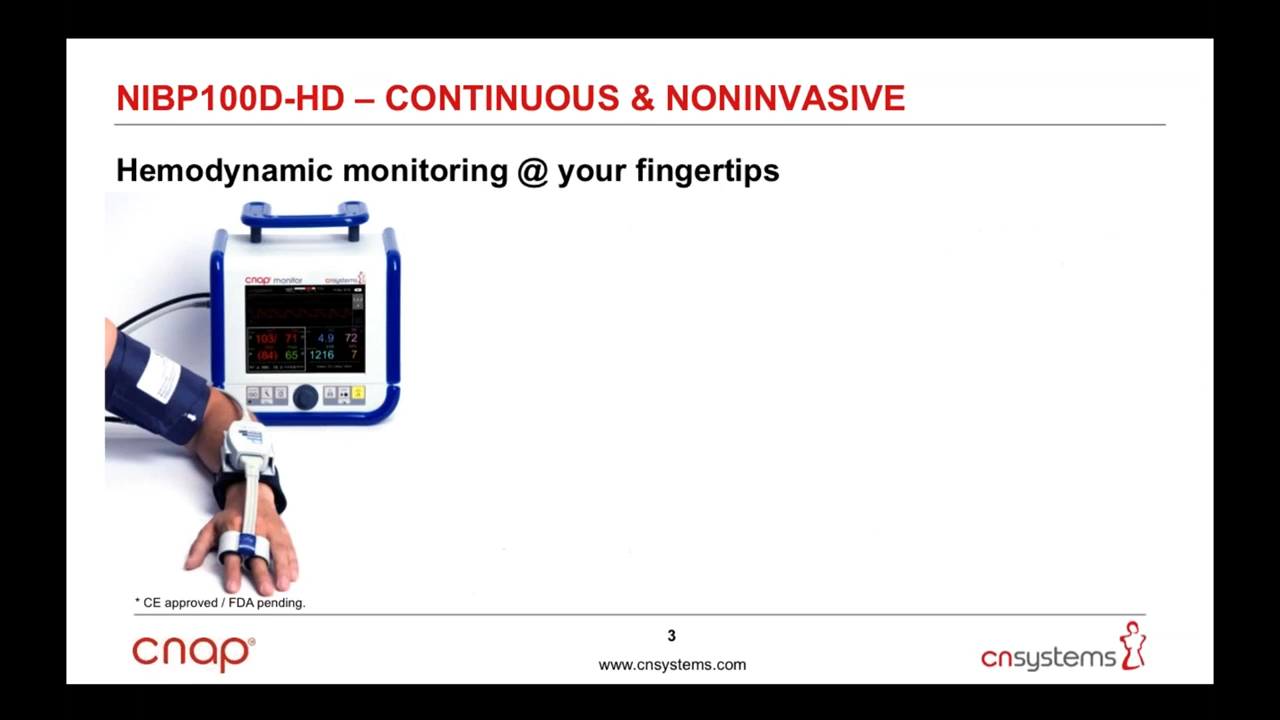 NIBP100D-HD – CONTINUOUS & NONINVASIVE
Hemodynamic monitoring @ your fingertips
cnap® monitor
cnsystems
103/ 71 4.9 72
(84) 65 1216 7
* CE approved / FDA pending.
cnap®
3
www.cnsystems.com
cnsystems